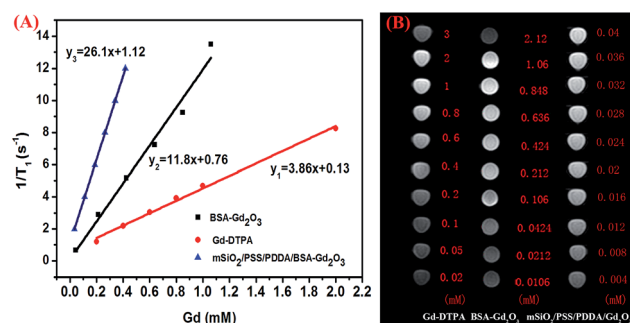 (A)
14
12
10
8
6
4
2
0
1/T₁ (s⁻¹)
y₃=26.1x+1.12
y₂=11.8x+0.76
y₁=3.86x+0.13
BSA-Gd₂O₃
Gd-DTPA
mSiO₂/PSS/PDDA/BSA-Gd₂O₃
0.0 0.2 0.4 0.6 0.8 1.0 1.2 1.4 1.6 1.8 2.0
Gd (mM)
(B)
3 2.12 0.04
2 1.06 0.036
1 0.848 0.032
0.8 0.636 0.028
0.6 0.424 0.024
0.4 0.212 0.02
0.2 0.106 0.016
0.1 0.0424 0.012
0.05 0.0212 0.008
0.02 0.0106 0.004
(mM) (mM) (mM)
Gd-DTPA BSA-Gd₂O₃ mSiO₂/PSS/PDDA/Gd₂O₃